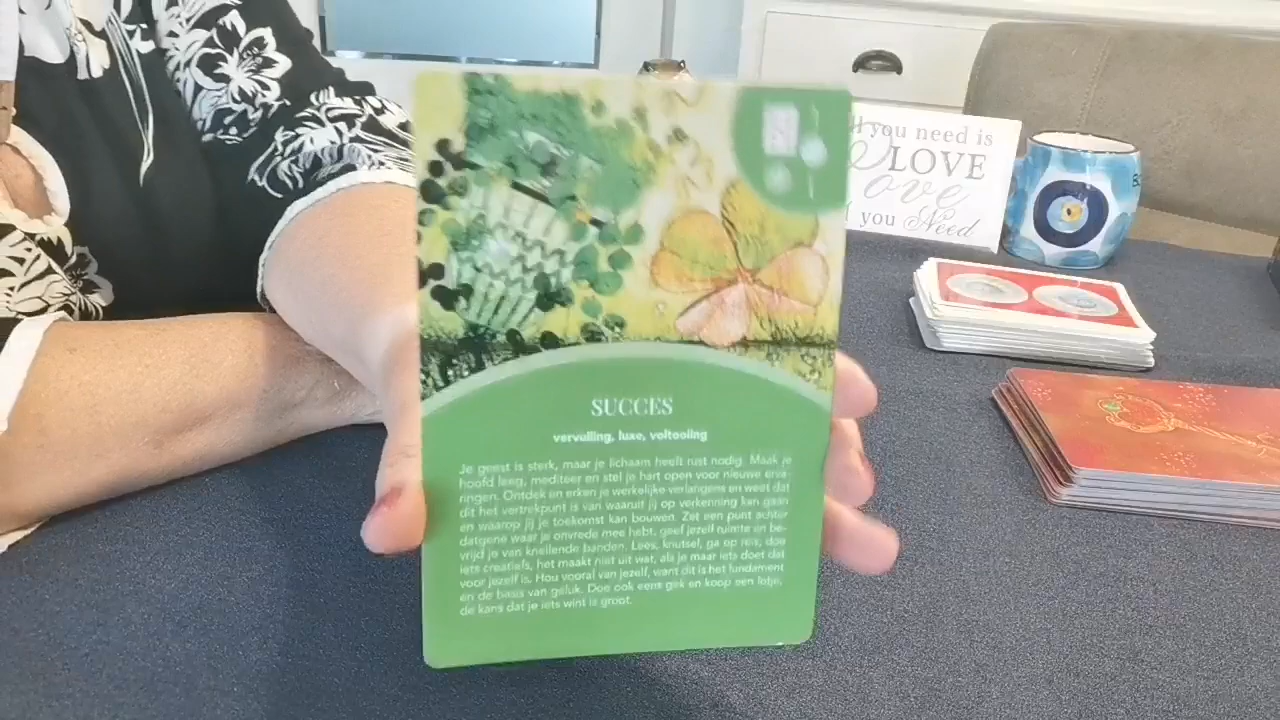 SUCCES
vervulling, luxe, voltooiing
Je geest is sterk, maar je lichaam heeft rust nodig. Maak je
hoofd leeg, mediteer en stel je hart open voor nieuwe erva-
ringen. Ontdek en erken je werkelijke verlangens en weet dat
dit het vertrekpunt is van waaruit jij op verkenning kan gaan
en waarop jij je toekomst kan bouwen. Zet een punt achter
datgene waar je onvrede mee hebt, geef jezelf ruimte en be-
vrijd je van knellende banden. Lees, knutsel, ga op reis, doe
iets creatiefs, het maakt niet uit wat, als je maar iets doet dat
voor jezelf is. Hou vooral van jezelf, want dit is het fundament
en de basis van geluk. Doe ook eens gek en koop een lotje,
de kans dat je iets wint is groot.
you need is
LOVE
Love
you Need